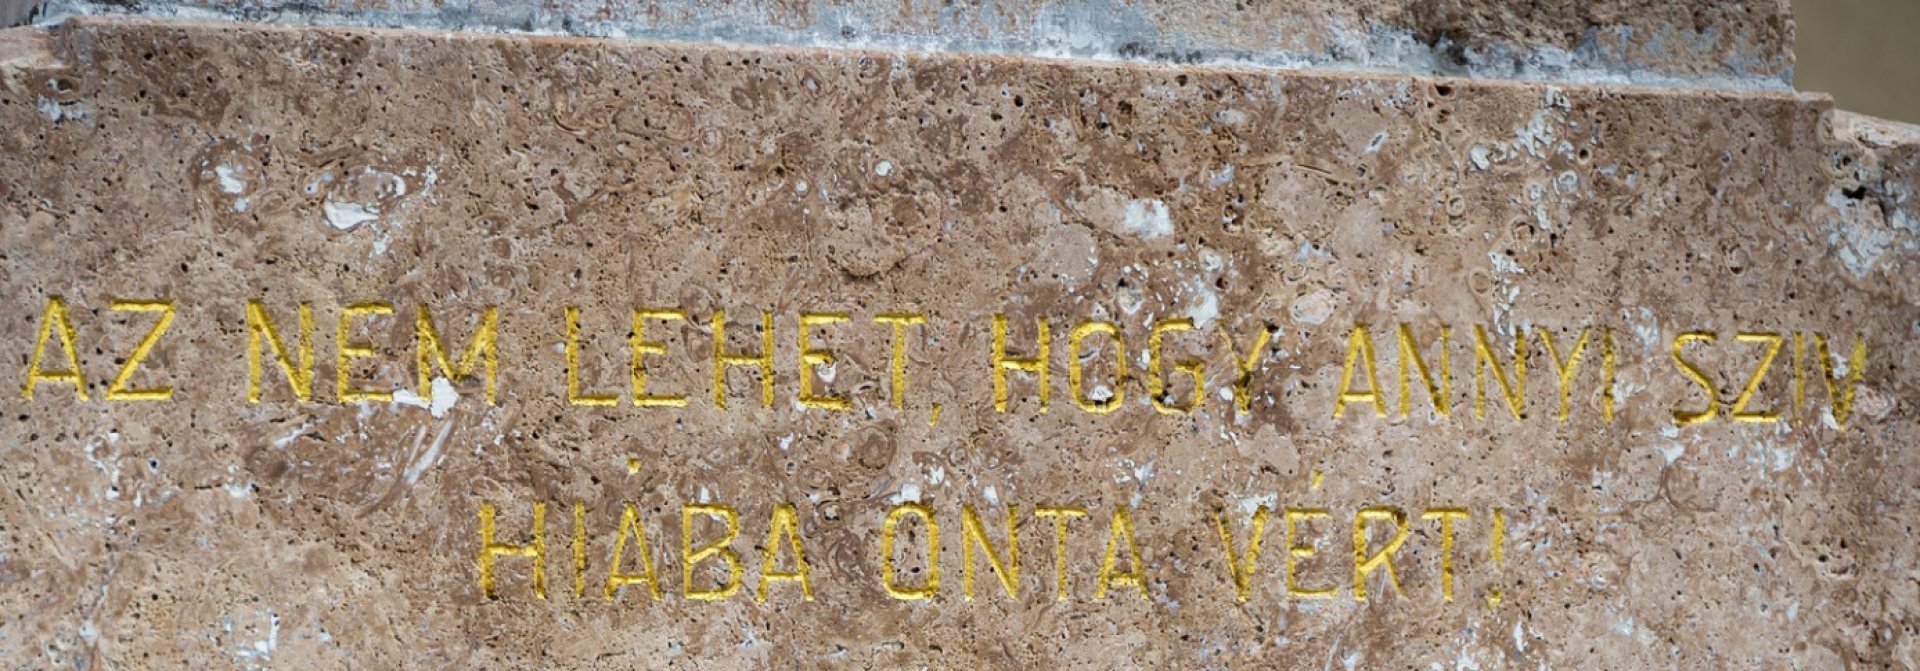 AZ NEM LEHET, HOGY ANNYI SZIV
HIÁBA ONTA VÉRT!